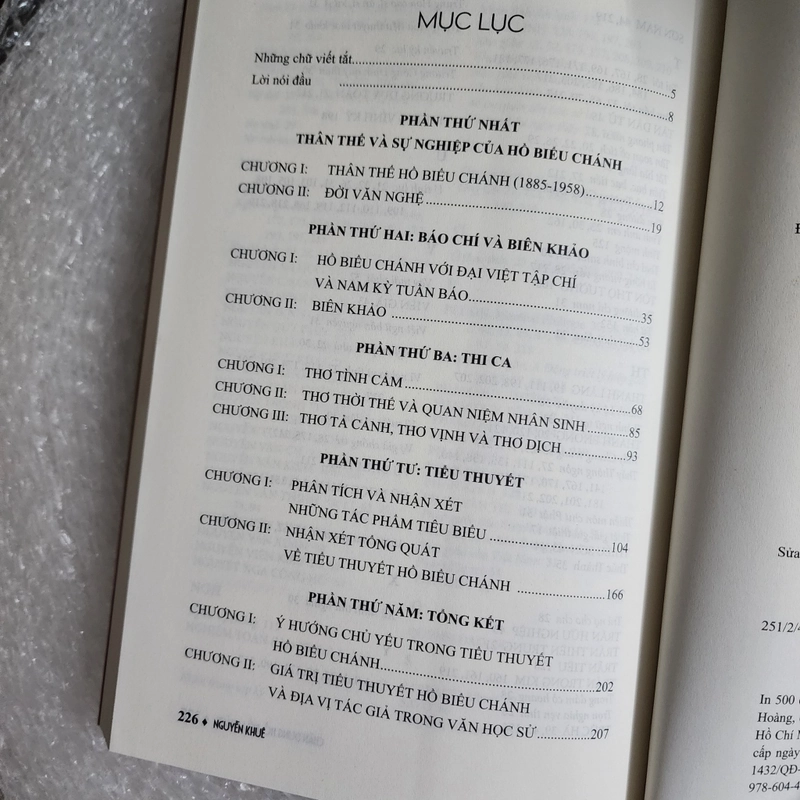 MỤC LỤC
Những chữ viết tắt....................5
Lời nói đầu ....................8
PHẦN THỨ NHẤT
THÂN THẾ VÀ SỰ NGHIỆP CỦA HỒ BIỂU CHÁNH
CHƯƠNG I: THÂN THẾ HỒ BIỂU CHÁNH (1885-1958)....................12
CHƯƠNG II: ĐỜI VĂN NGHỆ....................19
PHẦN THỨ HAI: BÁO CHÍ VÀ BIÊN KHẢO
CHƯƠNG I: HỒ BIỂU CHÁNH VỚI ĐẠI VIỆT TẬP CHÍ
VÀ NAM KỲ TUẦN BÁO....................35
CHƯƠNG II: BIÊN KHẢO ....................53
PHẦN THỨ BA: THI CA
CHƯƠNG I: THƠ TÌNH CẢM....................68
CHƯƠNG II: THƠ THỜI THẾ VÀ QUAN NIỆM NHÂN SINH ....................85
CHƯƠNG III: THƠ TẢ CẢNH, THƠ VỊNH VÀ THƠ DỊCH ....................93
PHẦN THỨ TƯ: TIỂU THUYẾT
CHƯƠNG I: PHÂN TÍCH VÀ NHẬN XÉT
NHỮNG TÁC PHẨM TIÊU BIỂU ....................104
CHƯƠNG II: NHẬN XÉT TỔNG QUÁT
VỀ TIỂU THUYẾT HỒ BIỂU CHÁNH ....................166
PHẦN THỨ NĂM: TỔNG KẾT
CHƯƠNG I: Ý HƯỚNG CHỦ YẾU TRONG TIỂU THUYẾT
HỒ BIỂU CHÁNH....................202
CHƯƠNG II: GIÁ TRỊ TIỂU THUYẾT HỒ BIỂU CHÁNH
VÀ ĐỊA VỊ TÁC GIẢ TRONG VĂN HỌC SỬ ....................207
226 ♦ NGUYỄN KHUÊ
Sửa
251/2/
In 500
Hoàng,
Hồ Chí
cấp ngày
1432/QĐ-
978-604-4